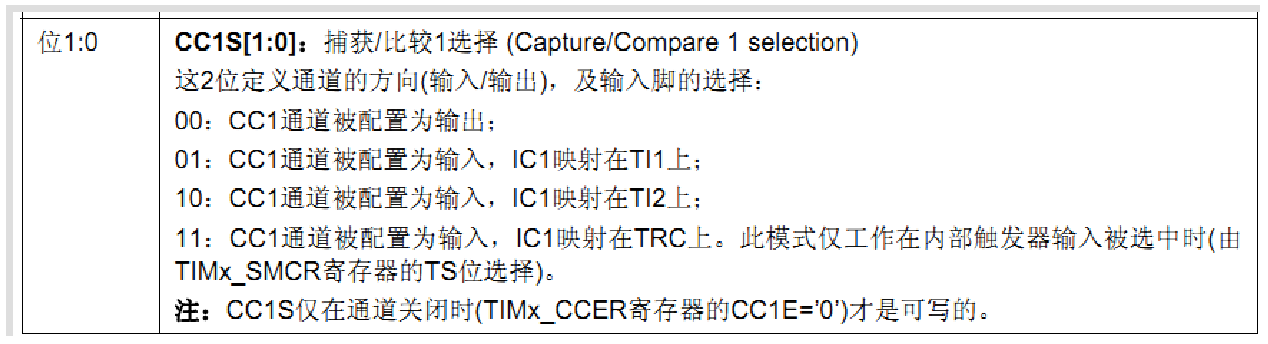 位1:0
CC1S[1:0]：捕获/比较1选择 (Capture/Compare 1 selection)
这2位定义通道的方向(输入/输出)，及输入脚的选择：
00：CC1通道被配置为输出；
01：CC1通道被配置为输入，IC1映射在TI1上；
10：CC1通道被配置为输入，IC1映射在TI2上；
11：CC1通道被配置为输入，IC1映射在TRC上。此模式仅工作在内部触发器输入被选中时(由
TIMx_SMCR寄存器的TS位选择)。
注：CC1S仅在通道关闭时(TIMx_CCER寄存器的CC1E='0')才是可写的。